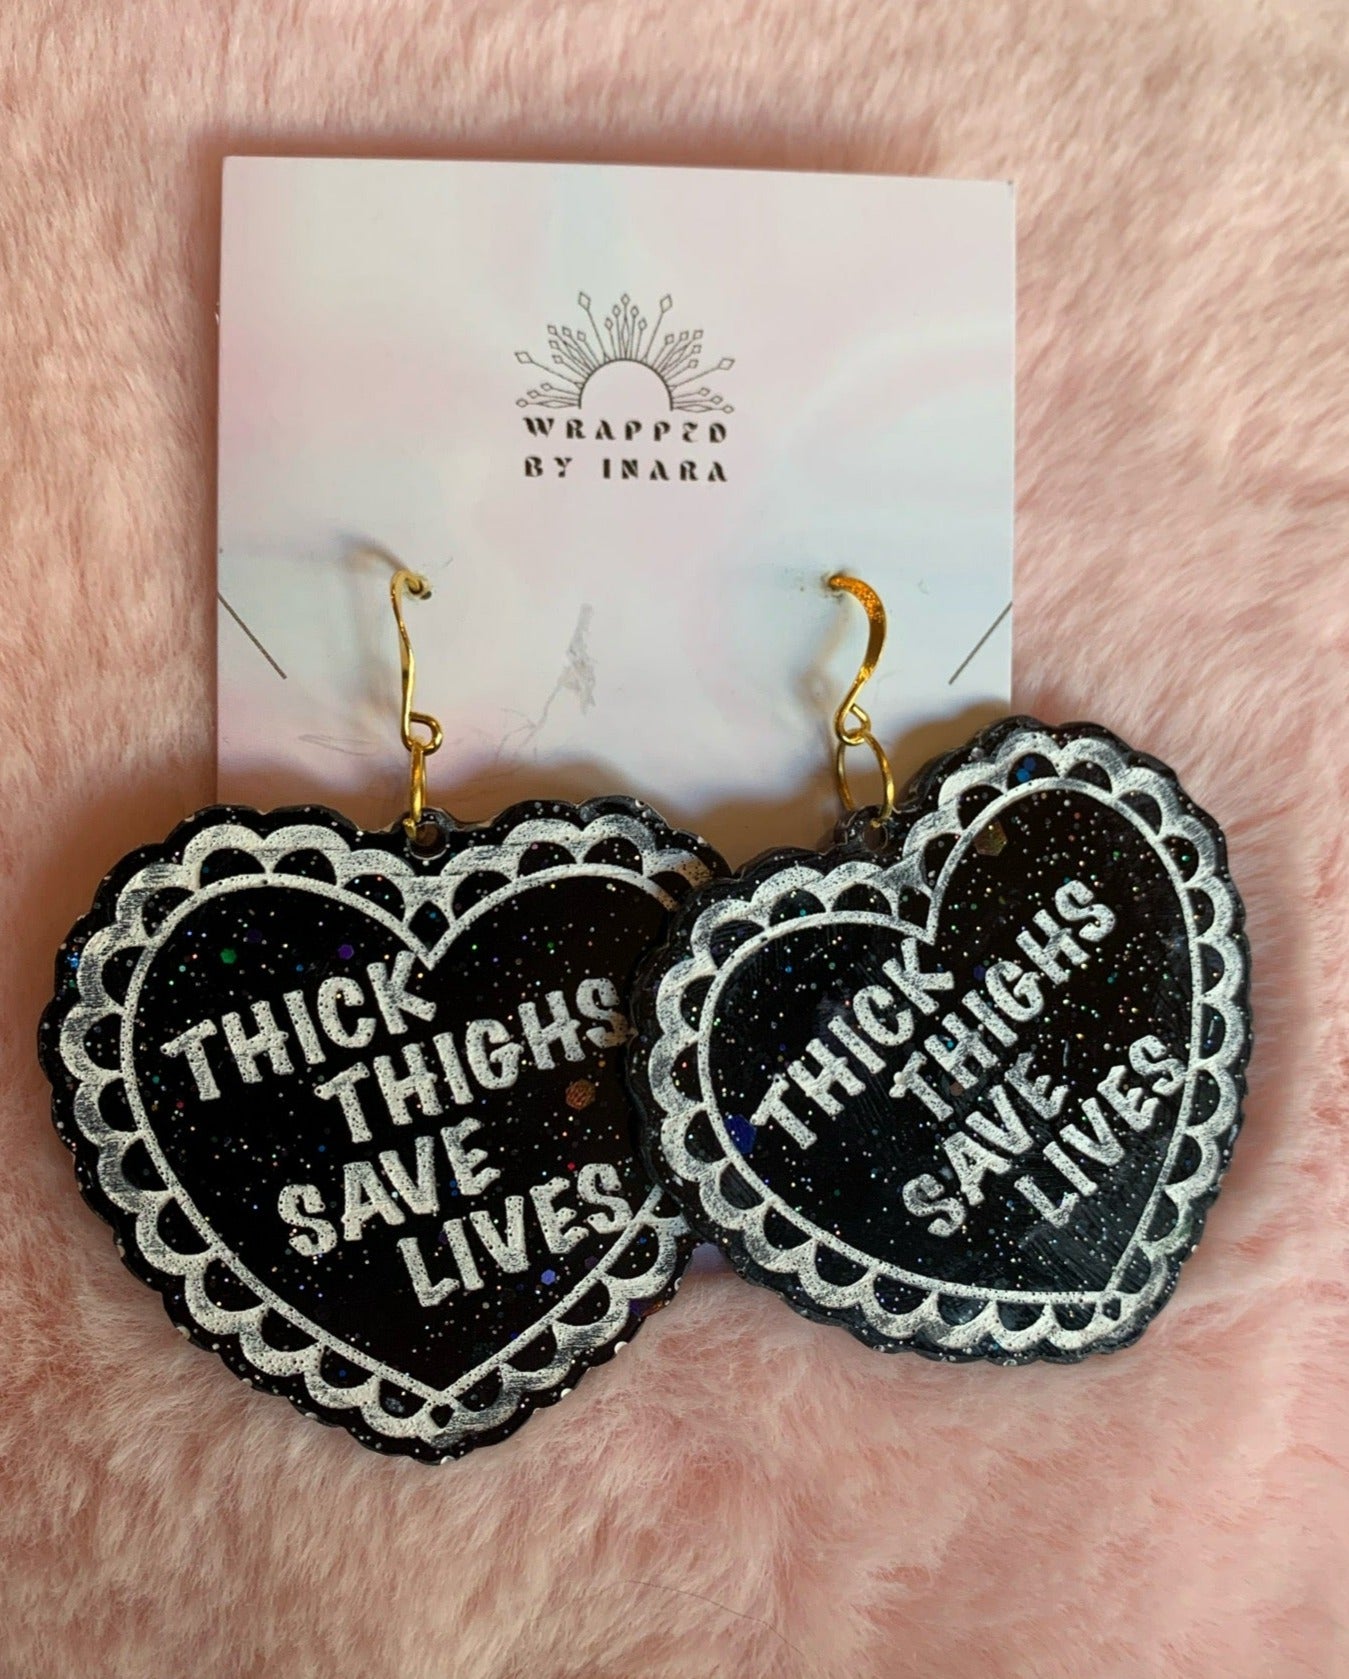 WRAPPED
BY INARA
THICK
THIGHS
SAVE
LIVES
THICK
THIGHS
SAVE
LIVES